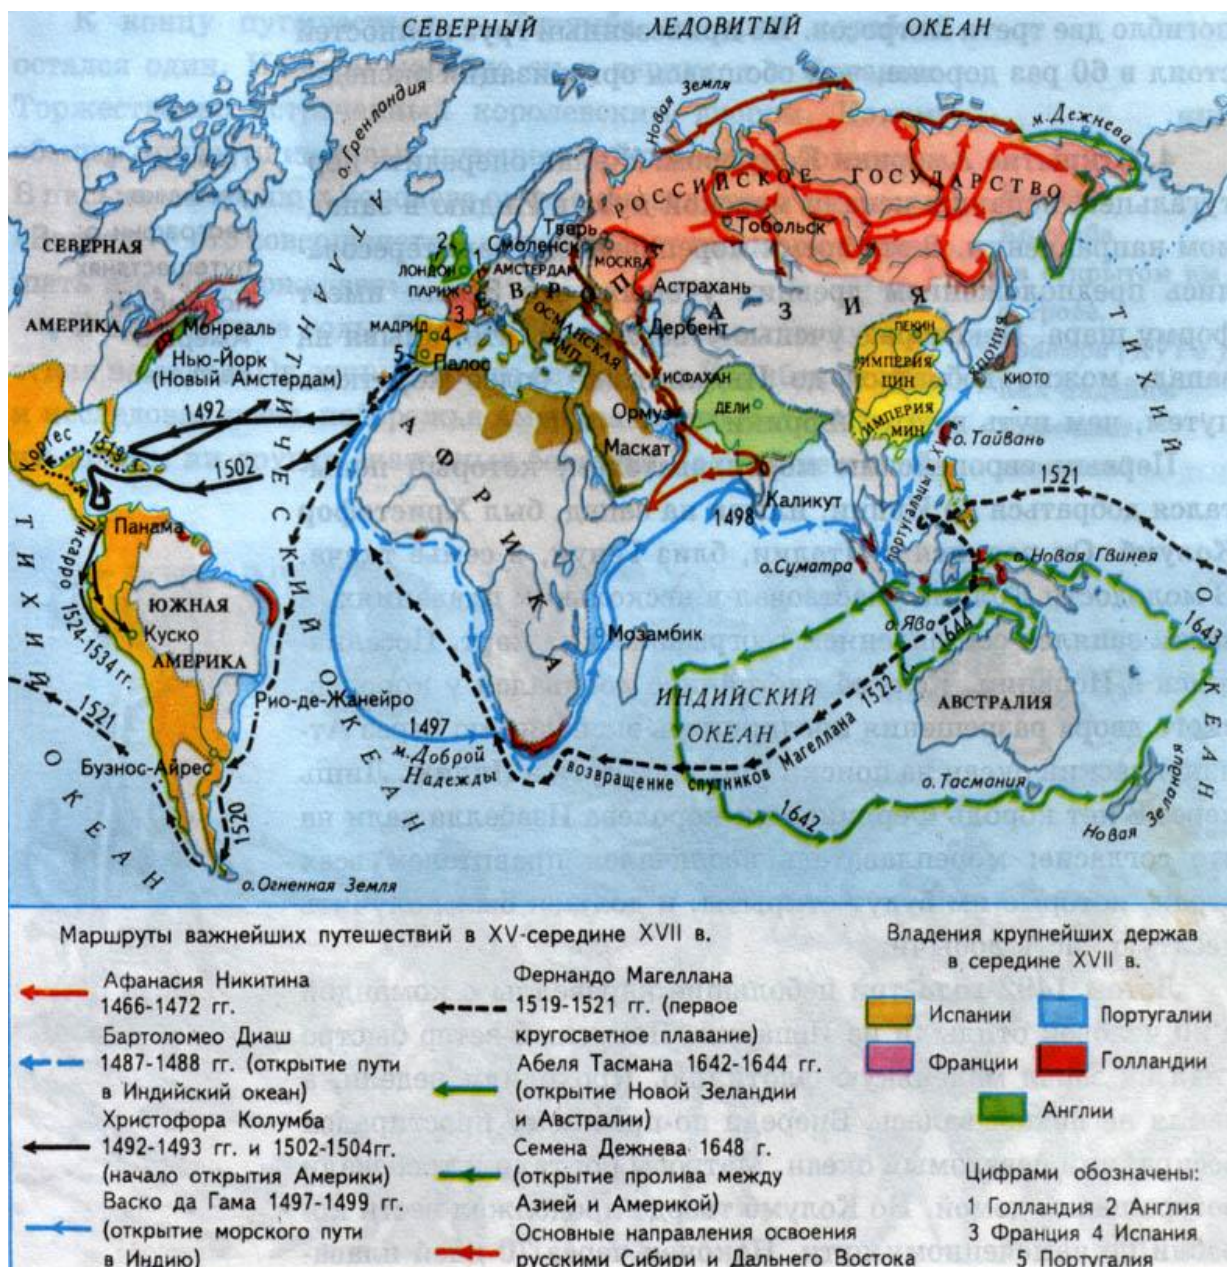 СЕВЕРНЫЙ ЛЕДОВИТЫЙ ОКЕАН
о.Гренландия
Новая Земля
м.Дежнева
РОССИЙСКОЕ ГОСУДАРСТВО
СЕВЕРНАЯ
АМЕРИКА
АТЛАНТИЧЕСКИЙ
ОКЕАН
Тверь
Смоленск
МОСКВА
Тобольск
2
1
ЛОНДОН
АМСТЕРДАМ
ПАРИЖ
3
ЕВРОПА
АЗИЯ
Астрахань
Дербент
МАДРИД
4
5
Палос
ОСМАНСКАЯ
ИМП.
ИСФАХАН
ДЕЛИ
ПЕКИН
ИМПЕРИЯ
ЦИН
ИМПЕРИЯ
МИН
ЯПОНИЯ
КИОТО
ТИХИЙ
ОКЕАН
Монреаль
Нью-Йорк
(Новый Амстердам)
1492
1502
Кортес
1519
Ормуз
Маскат
о.Тайвань
Португальцы
Каликут
1498
1521
АФРИКА
Панама
Писарро
1524-1534 гг.
о.Суматра
о.Новая Гвинея
о.Ява
1644
1643
ЮЖНАЯ
АМЕРИКА
Куско
Мозамбик
ИНДИЙСКИЙ
ОКЕАН
АВСТРАЛИЯ
ТИХИЙ
ОКЕАН
1521
Рио-де-Жанейро
Буэнос-Айрес
1497
м.Доброй
Надежды
возвращение спутников Магеллана 1522
о.Тасмания
Новая Зеландия
1642
1520
о.Огненная Земля
Маршруты важнейших путешествий в XV-середине XVII в.
Афанасия Никитина
1466-1472 гг.
Бартоломео Диаш
1487-1488 гг. (открытие пути
в Индийский океан)
Христофора Колумба
1492-1493 гг. и 1502-1504гг.
(начало открытия Америки)
Васко да Гама 1497-1499 гг.
(открытие морского пути
в Индию)
Фернандо Магеллана
1519-1521 гг. (первое
кругосветное плавание)
Абеля Тасмана 1642-1644 гг.
(открытие Новой Зеландии
и Австралии)
Семена Дежнева 1648 г.
(открытие пролива между
Азией и Америкой)
Основные направления освоения
русскими Сибири и Дальнего Востока
Владения крупнейших держав
в середине XVII в.
Испании
Португалии
Франции
Голландии
Англии
Цифрами обозначены:
1 Голландия 2 Англия
3 Франция 4 Испания
5 Португалия